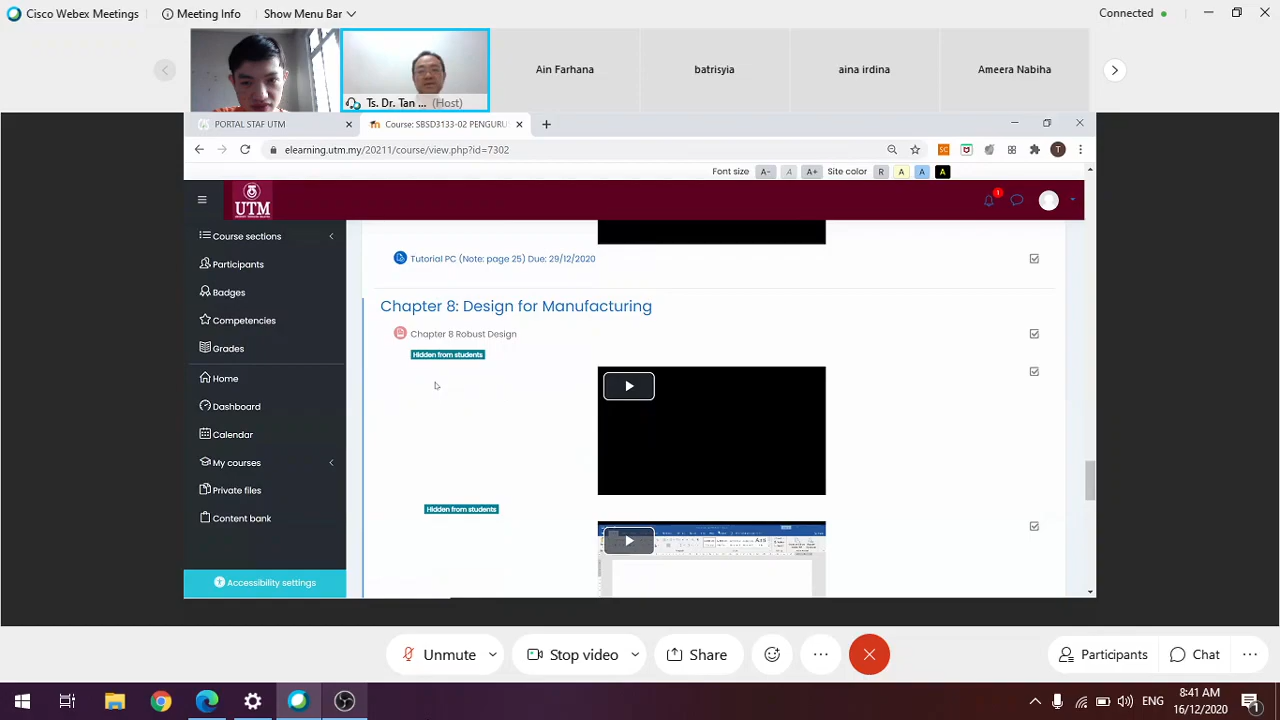 Cisco Webex Meetings
Meeting Info
Show Menu Bar
Connected
Ts. Dr. Tan ... (Host)
Ain Farhana
batrisyia
aina irdina
Ameera Nabiha
PORTAL STAF UTM
Course: SBSD3133-02 PENGURU
elearning.utm.my/20211/course/view.php?id=7302
SC
T
Font size A- A A+ Site color R A A A
UTM
1
Course sections
Participants
Badges
Competencies
Grades
Home
Dashboard
Calendar
My courses
Private files
Content bank
Accessibility settings
Tutorial PC (Note: page 25) Due: 29/12/2020
Chapter 8: Design for Manufacturing
Chapter 8 Robust Design
Hidden from students
Hidden from students
Unmute
Stop video
Share
Participants
Chat
ENG
8:41 AM
16/12/2020
1